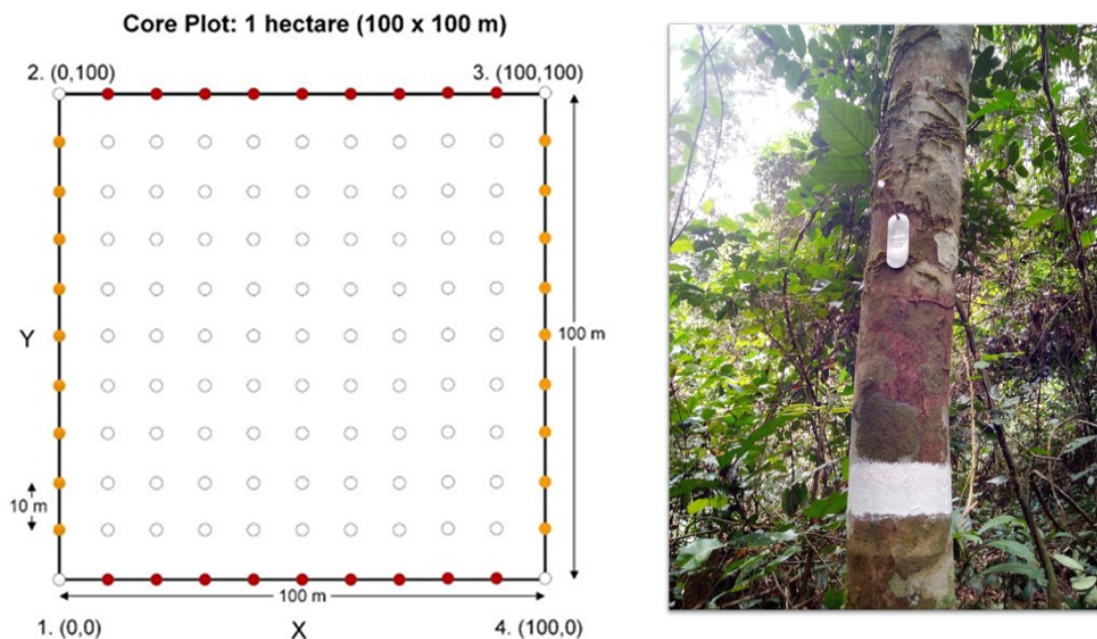 Core Plot: 1 hectare (100 x 100 m)
2. (0,100)
3. (100,100)
Y
100 m
10 m
100 m
1. (0,0)
X
4. (100,0)